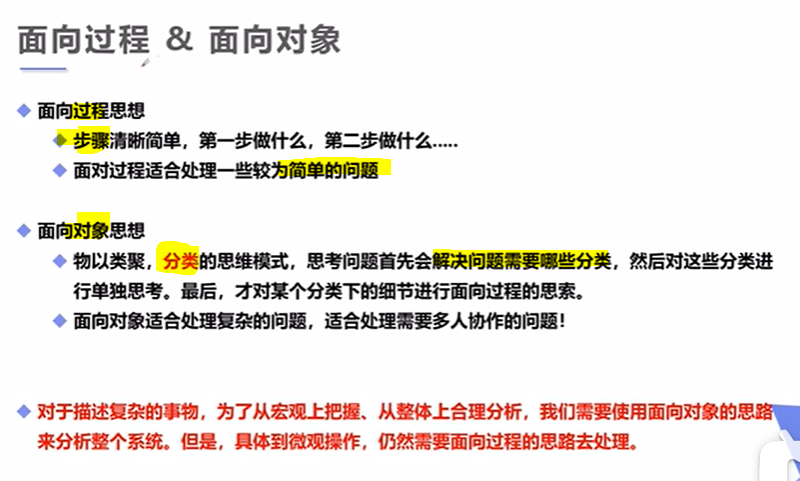 面向过程 & 面向对象
面向过程思想
步骤清晰简单，第一步做什么，第二步做什么.....
面对过程适合处理一些较为简单的问题
面向对象思想
物以类聚，分类的思维模式，思考问题首先会解决问题需要哪些分类，然后对这些分类进
行单独思考。最后，才对某个分类下的细节进行面向过程的思索。
面向对象适合处理复杂的问题，适合处理需要多人协作的问题！
对于描述复杂的事物，为了从宏观上把握、从整体上合理分析，我们需要使用面向对象的思路
来分析整个系统。但是，具体到微观操作，仍然需要面向过程的思路去处理。